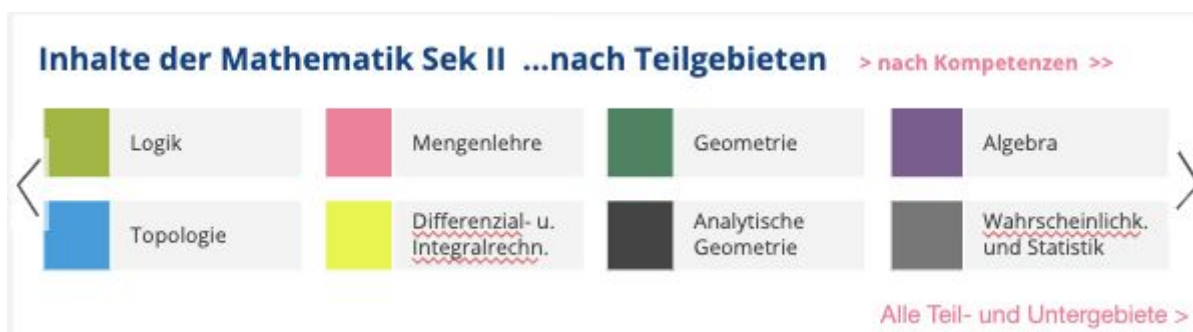 Inhalte der Mathematik Sek II ...nach Teilgebieten > nach Kompetenzen >>
Logik
Mengenlehre
Geometrie
Algebra
Topologie
Differenzial- u.
Integralrechn.
Analytische
Geometrie
Wahrscheinlichk.
und Statistik
Alle Teil- und Untergebiete >